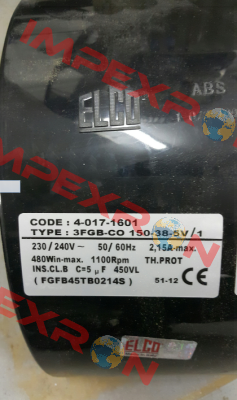 IMPEXRON
ABS
ELCO
IMPEXRON
CODE : 4-017-1601
TYPE : 3FGB-CO 150-38-5V/1
230/240V~ 50/60Hz 2,15A-max.
480Win-max. 1100Rpm TH.PROT
INS.CL.B C=5 µF 450VL
(FGFB45TB0214S) 51-12 CE
ELCO
IMPEXRON